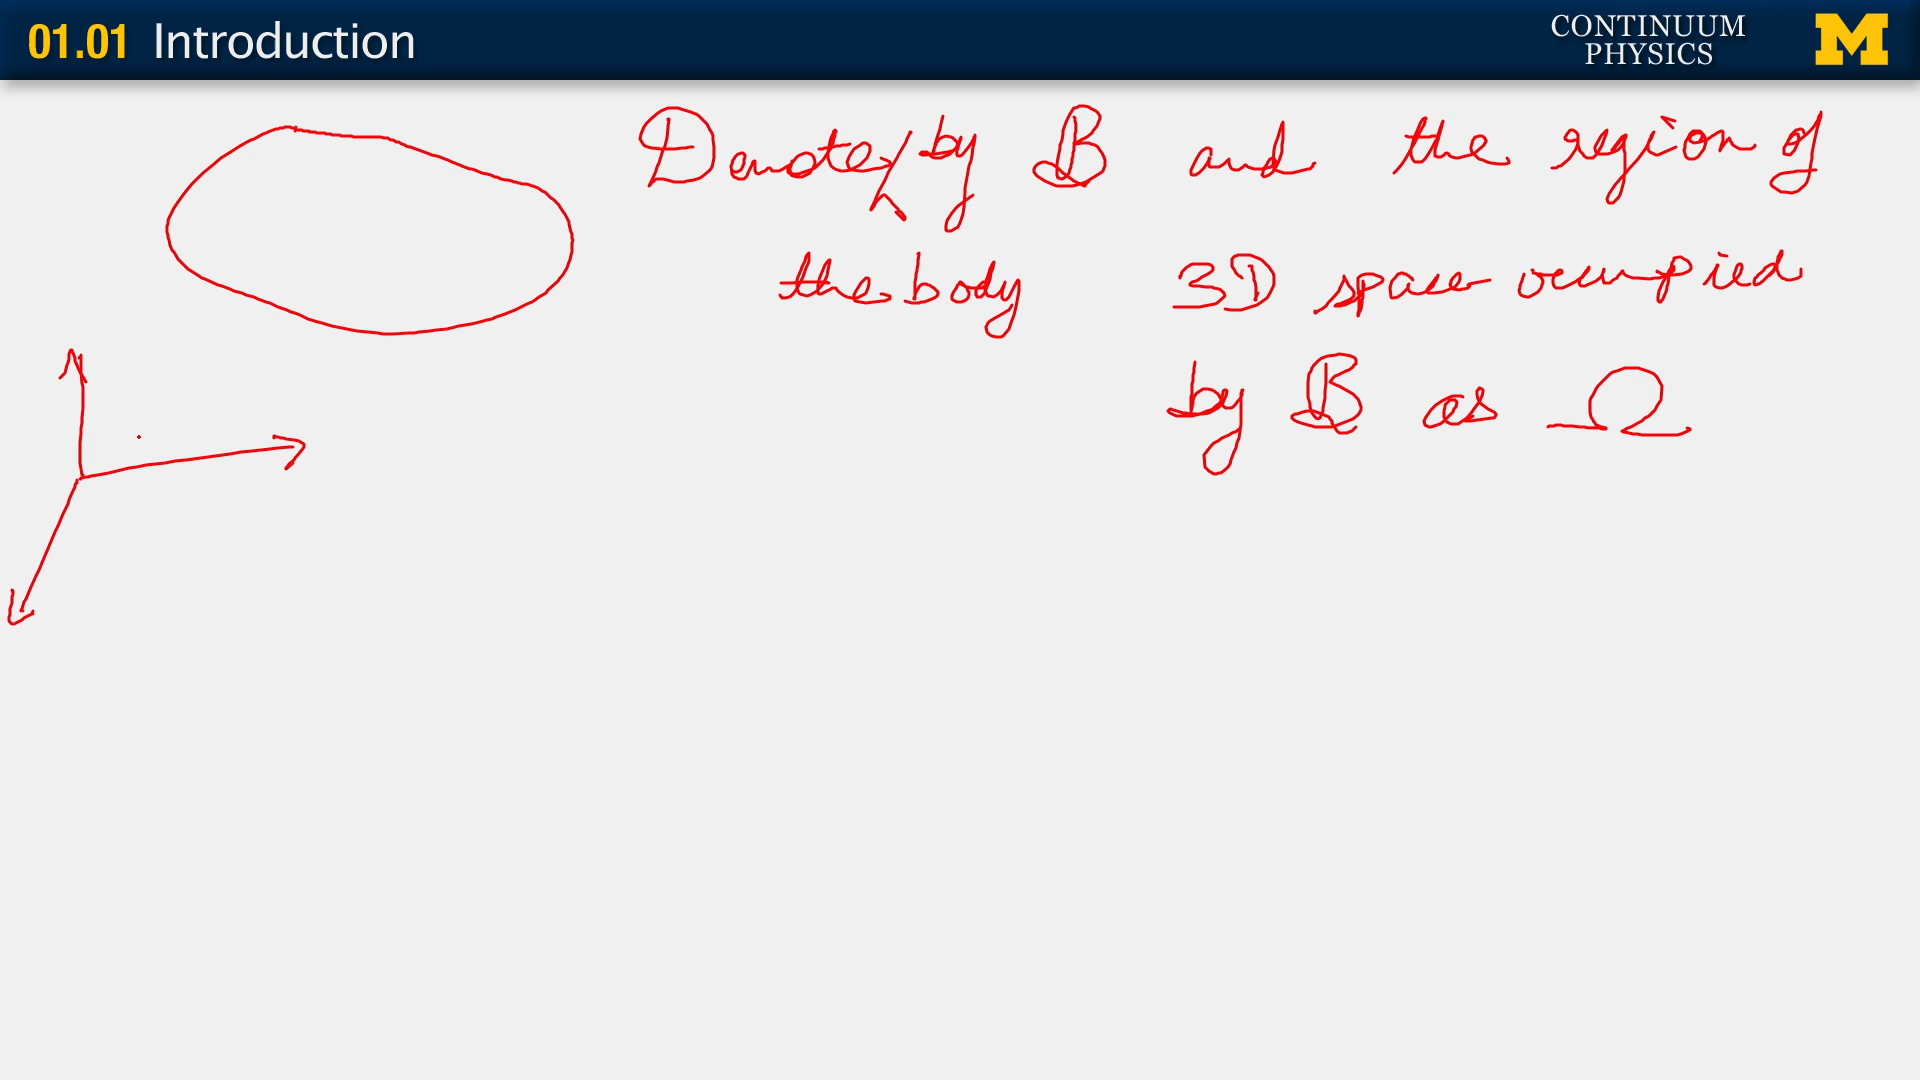 01.01 Introduction
CONTINUUM
PHYSICS
M
Denote by B and the region of
the body 3D space occupied
by B as Ω